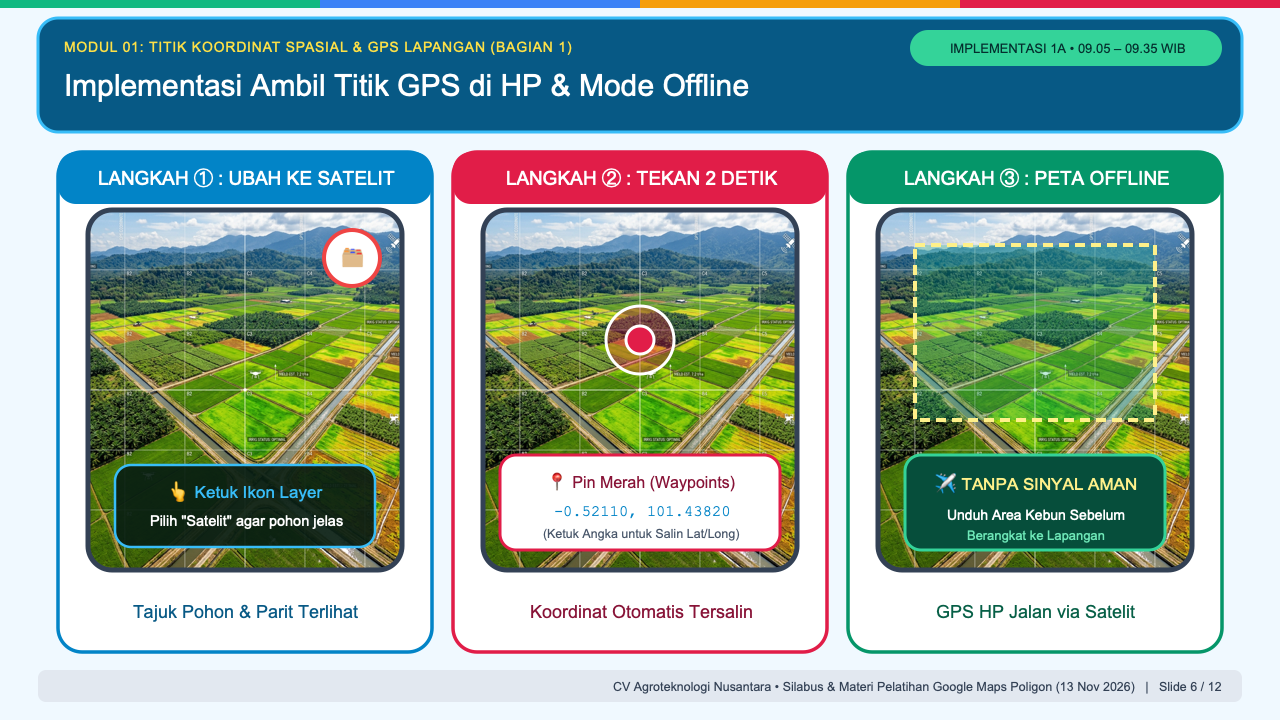 MODUL 01: TITIK KOORDINAT SPASIAL & GPS LAPANGAN (BAGIAN 1)
IMPLEMENTASI 1A • 09.05 – 09.35 WIB
Implementasi Ambil Titik GPS di HP & Mode Offline
LANGKAH ① : UBAH KE SATELIT
👆 Ketuk Ikon Layer
Pilih "Satelit" agar pohon jelas
Tajuk Pohon & Parit Terlihat
LANGKAH ② : TEKAN 2 DETIK
📍 Pin Merah (Waypoints)
-0.52110, 101.43820
(Ketuk Angka untuk Salin Lat/Long)
Koordinat Otomatis Tersalin
LANGKAH ③ : PETA OFFLINE
✈️ TANPA SINYAL AMAN
Unduh Area Kebun Sebelum
Berangkat ke Lapangan
GPS HP Jalan via Satelit
CV Agroteknologi Nusantara • Silabus & Materi Pelatihan Google Maps Poligon (13 Nov 2026) | Slide 6 / 12